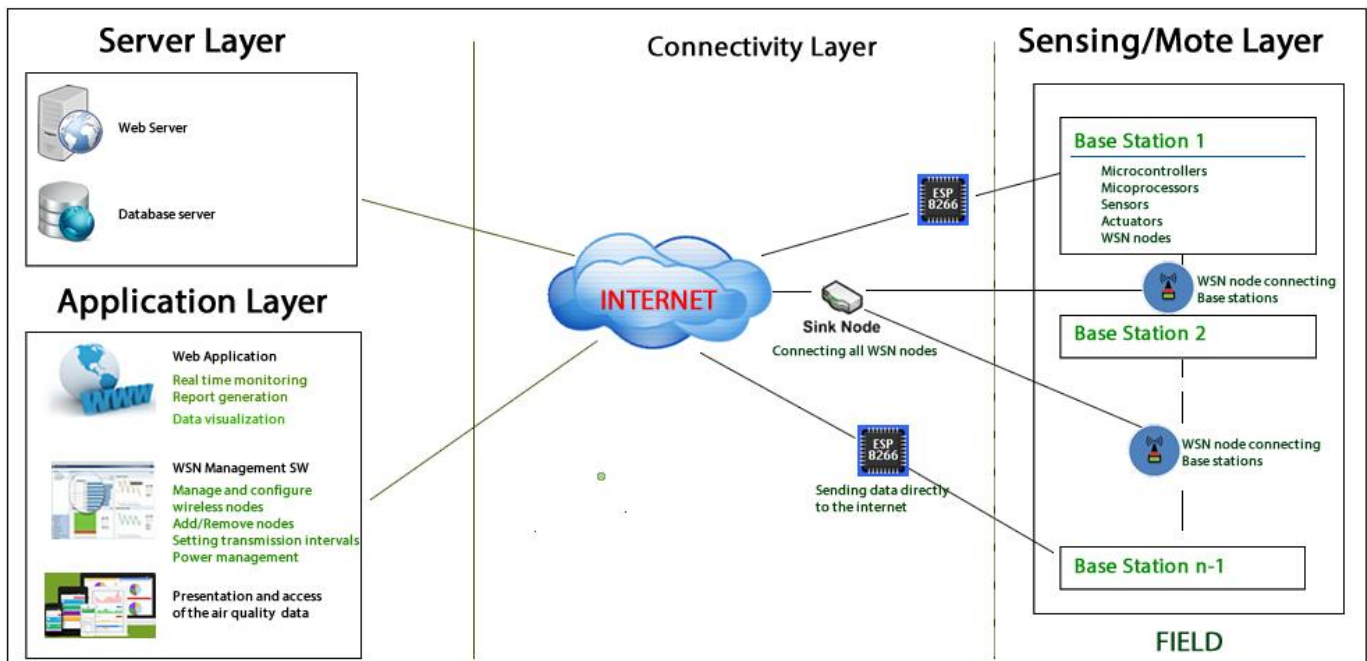 Server Layer
Web Server
Database server
Application Layer
Web Application
Real time monitoring
Report generation
Data visualization
WSN Management SW
Manage and configure
wireless nodes
Add/Remove nodes
Setting transmission intervals
Power management
Presentation and access
of the air quality data
Connectivity Layer
INTERNET
ESP
8266
Sink Node
Connecting all WSN nodes
ESP
8266
Sending data directly
to the internet
Sensing/Mote Layer
Base Station 1
Microcontrollers
Micoprocessors
Sensors
Actuators
WSN nodes
WSN node connecting
Base stations
Base Station 2
WSN node connecting
Base stations
Base Station n-1
FIELD
WWW